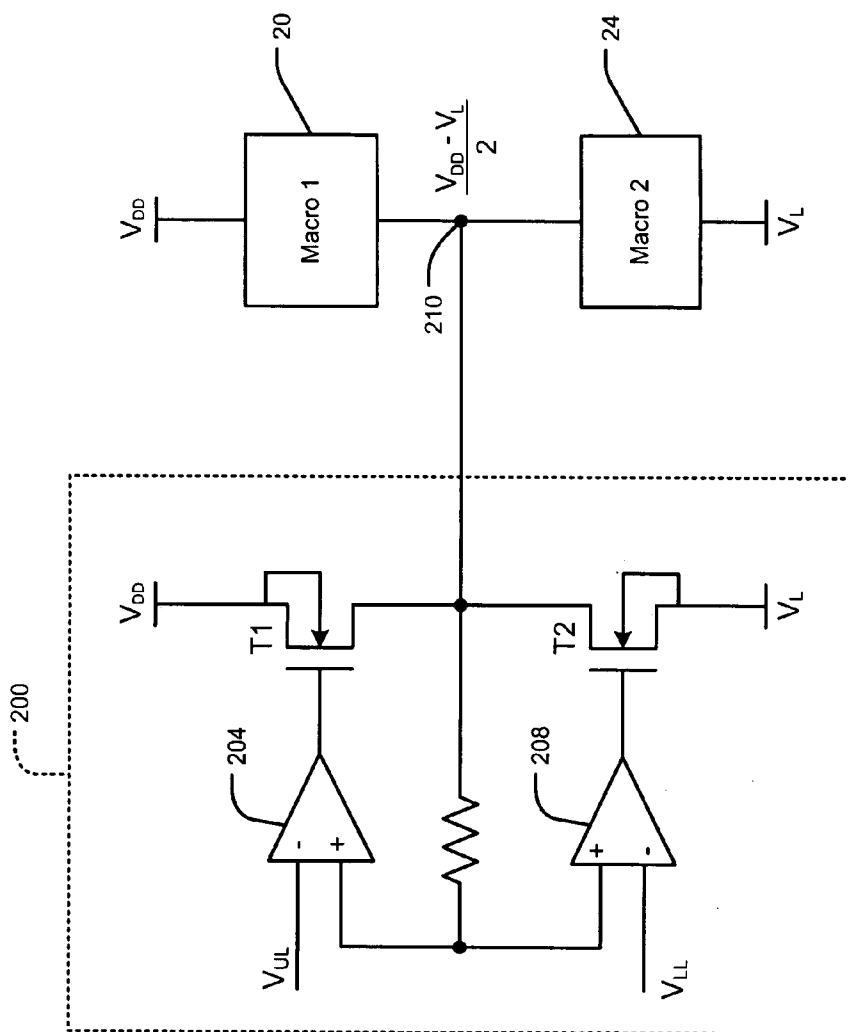 200
V_DD
V_DD
T1
204
-
+
V_UL
20
Macro 1
210
V_DD - V_L
2
T2
208
+
-
V_LL
V_L
24
Macro 2
V_L